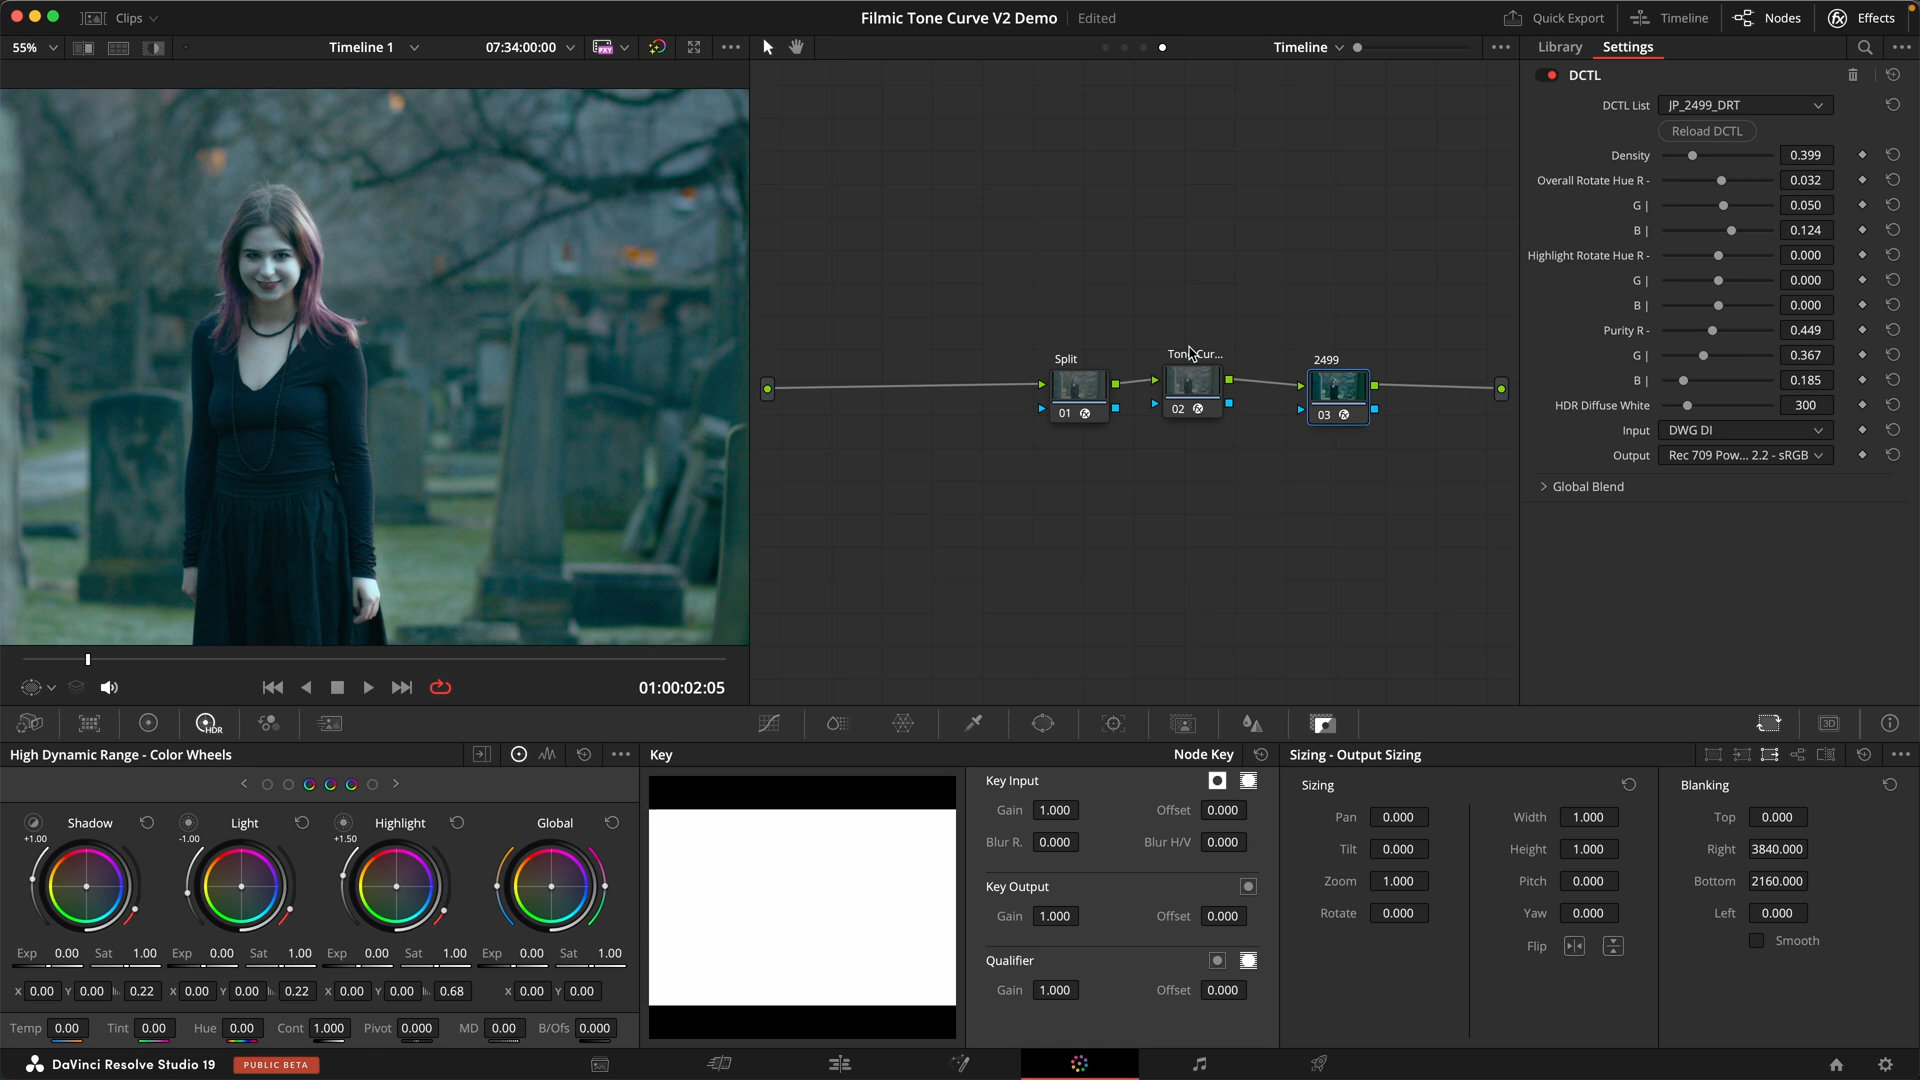 Clips
Filmic Tone Curve V2 Demo
Edited
Quick Export
Timeline
Nodes
Effects
55%
Timeline 1
07:34:00:00
PXY
Timeline
Library
Settings
DCTL
DCTL List
JP_2499_DRT
Reload DCTL
Density
0.399
Overall Rotate Hue R -
0.032
G |
0.050
B |
0.124
Highlight Rotate Hue R -
0.000
G |
0.000
B |
0.000
Purity R -
0.449
G |
0.367
B |
0.185
HDR Diffuse White
300
Input
DWG DI
Output
Rec 709 Pow... 2.2 - sRGB
Global Blend
Split
01
02
2499
03
01:00:02:05
HDR
3D
High Dynamic Range - Color Wheels
Shadow
+1.00
Light
-1.00
Highlight
+1.50
Global
Exp 0.00 Sat 1.00 Exp 0.00 Sat 1.00 Exp 0.00 Sat 1.00 Exp 0.00 Sat 1.00
X 0.00 Y 0.00 0.22 X 0.00 Y 0.00 0.22 X 0.00 Y 0.00 0.68 X 0.00 Y 0.00
Temp 0.00 Tint 0.00 Hue 0.00 Cont 1.000 Pivot 0.000 MD 0.00 B/Ofs 0.000
Key
Node Key
Key Input
Gain 1.000 Offset 0.000
Blur R. 0.000 Blur H/V 0.000
Key Output
Gain 1.000 Offset 0.000
Qualifier
Gain 1.000 Offset 0.000
Sizing - Output Sizing
Sizing
Pan 0.000 Width 1.000
Tilt 0.000 Height 1.000
Zoom 1.000 Pitch 0.000
Rotate 0.000 Yaw 0.000
Flip
Blanking
Top 0.000
Right 3840.000
Bottom 2160.000
Left 0.000
Smooth
DaVinci Resolve Studio 19
PUBLIC BETA